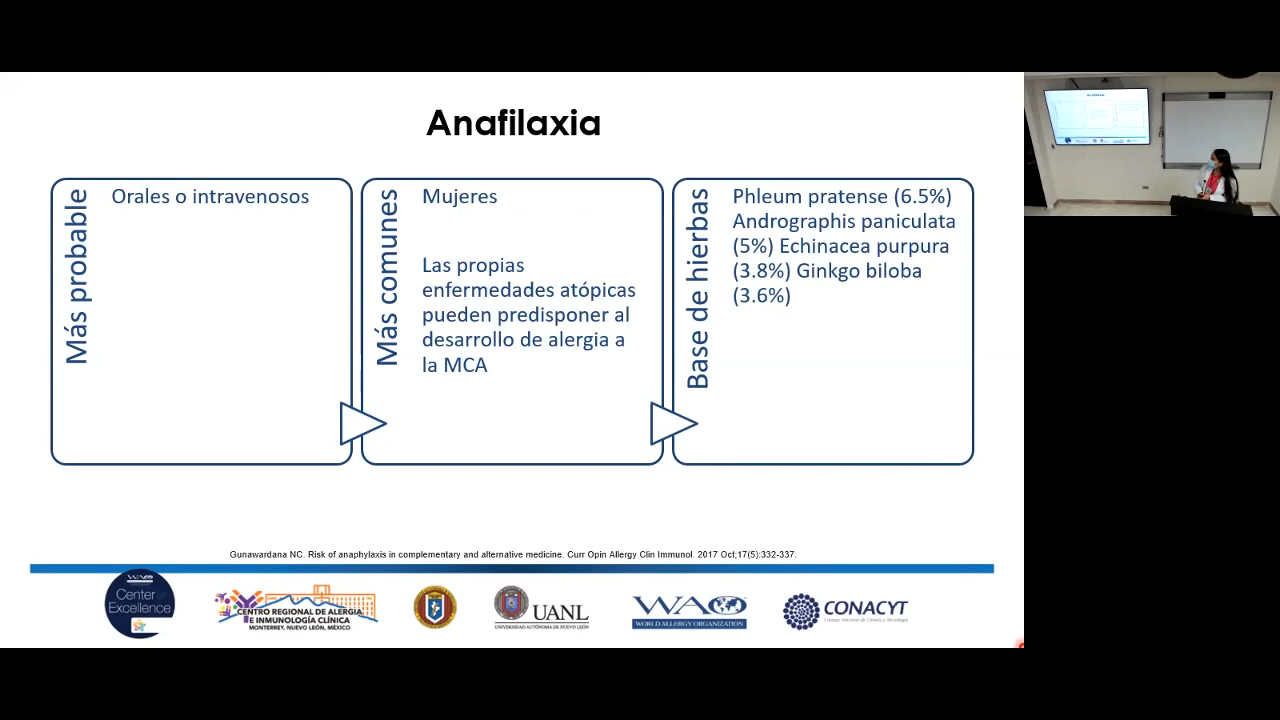 Anafilaxia
Más probable
Orales o intravenosos
Más comunes
Mujeres
Las propias
enfermedades atópicas
pueden predisponer al
desarrollo de alergia a
la MCA
Base de hierbas
Phleum pratense (6.5%)
Andrographis paniculata
(5%) Echinacea purpura
(3.8%) Ginkgo biloba
(3.6%)
Gunawardana NC. Risk of anaphylaxis in complementary and alternative medicine. Curr Opin Allergy Clin Immunol. 2017 Oct;17(5):332-337.
WAO
Center of
Excellence
CENTRO REGIONAL DE ALERGIA
E INMUNOLOGÍA CLÍNICA
MONTERREY, NUEVO LEÓN, MÉXICO
UANL
UNIVERSIDAD AUTÓNOMA DE NUEVO LEÓN
WAO
WORLD ALLERGY ORGANIZATION
CONACYT
Consejo Nacional de Ciencia y Tecnología
Anafilaxia